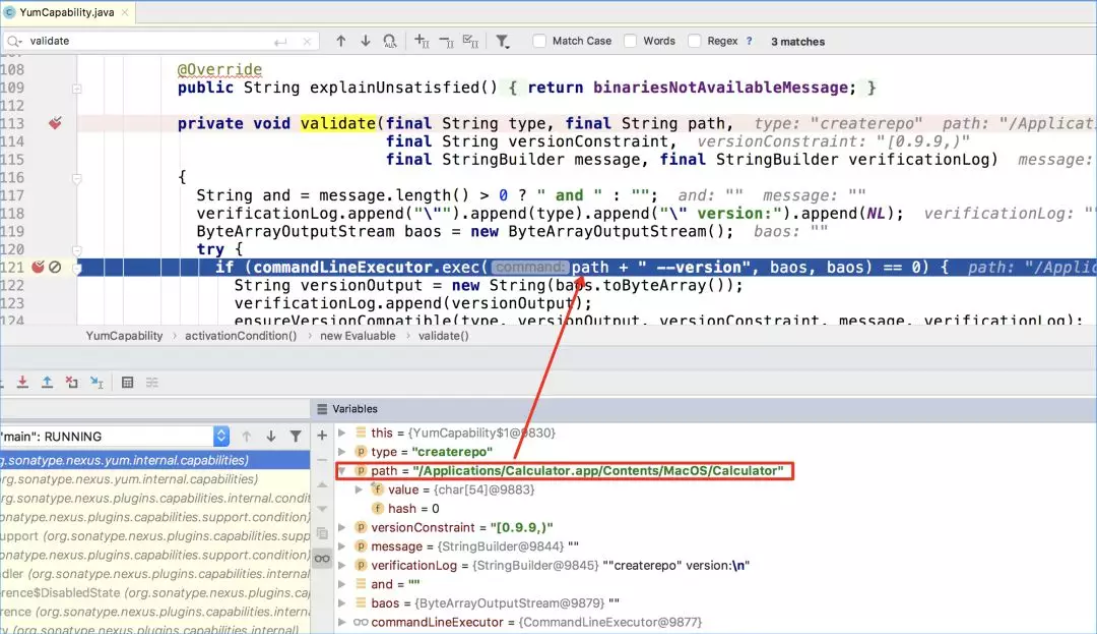 YumCapability.java
validate
Match Case Words Regex ? 3 matches
108 @Override
109 public String explainUnsatisfied() { return binariesNotAvailableMessage; }
112
113 private void validate(final String type, final String path, type: "createrepo" path: "/Applicat
114 final String versionConstraint, versionConstraint: "[0.9.9,)"
115 final StringBuilder message, final StringBuilder verificationLog) message:
116 {
117 String and = message.length() > 0 ? " and " : ""; and: "" message: ""
118 verificationLog.append("\"").append(type).append("\" version:").append(NL); verificationLog: ""
119 ByteArrayOutputStream baos = new ByteArrayOutputStream(); baos: ""
120 try {
121 if (commandLineExecutor.exec( command: path + " --version", baos, baos) == 0) { path: "/Applic
122 String versionOutput = new String(baos.toByteArray());
123 verificationLog.append(versionOutput);
124 ensureVersionCompatible(type, versionOutput, versionConstraint, message, verificationLog);
YumCapability › activationCondition() › new Evaluable › validate()
Variables
"main": RUNNING
g.sonatype.nexus.yum.internal.capabilities)
org.sonatype.nexus.yum.internal.capabilities)
rg.sonatype.nexus.plugins.capabilities.internal.condit
onatype.nexus.plugins.capabilities.support.condition)
upport (org.sonatype.nexus.plugins.capabilities.supp
onatype.nexus.plugins.capabilities.support.condition)
ndler (org.sonatype.nexus.plugins.capabilities.internal
rence$DisabledState (org.sonatype.nexus.plugins.ca
rence (org.sonatype.nexus.plugins.capabilities.intern
ty (org.sonatype.nexus.plugins.capabilities.internal)
this = {YumCapability$1@9830}
type = "createrepo"
path = "/Applications/Calculator.app/Contents/MacOS/Calculator"
value = {char[54]@9883}
hash = 0
versionConstraint = "[0.9.9,)"
message = {StringBuilder@9844} ""
verificationLog = {StringBuilder@9845} ""createrepo" version:\n"
and = ""
baos = {ByteArrayOutputStream@9879} ""
commandLineExecutor = {CommandLineExecutor@9877}